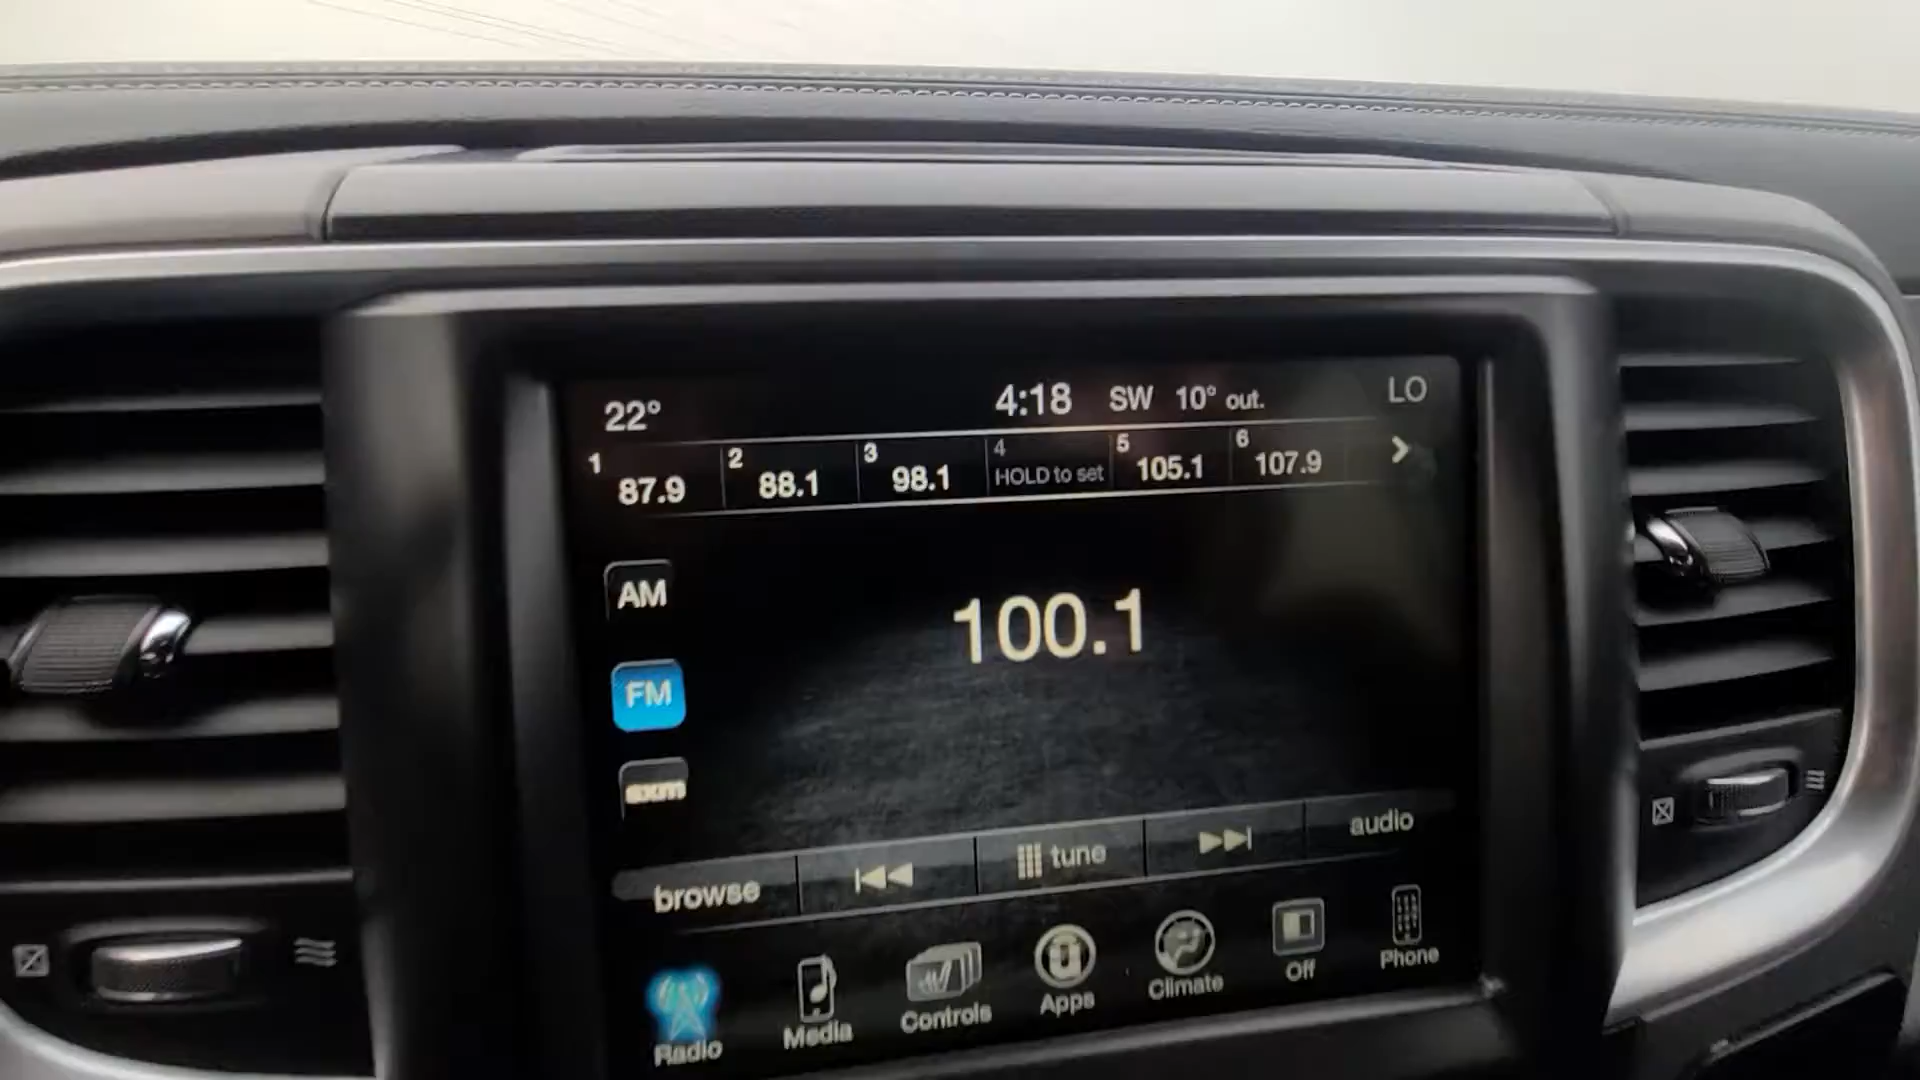 22° 4:18 SW 10° out. LO
1 87.9 2 88.1 3 98.1 4 HOLD to set 5 105.1 6 107.9
AM
100.1
FM
sxm
browse tune audio
Radio Media Controls Apps Climate Off Phone